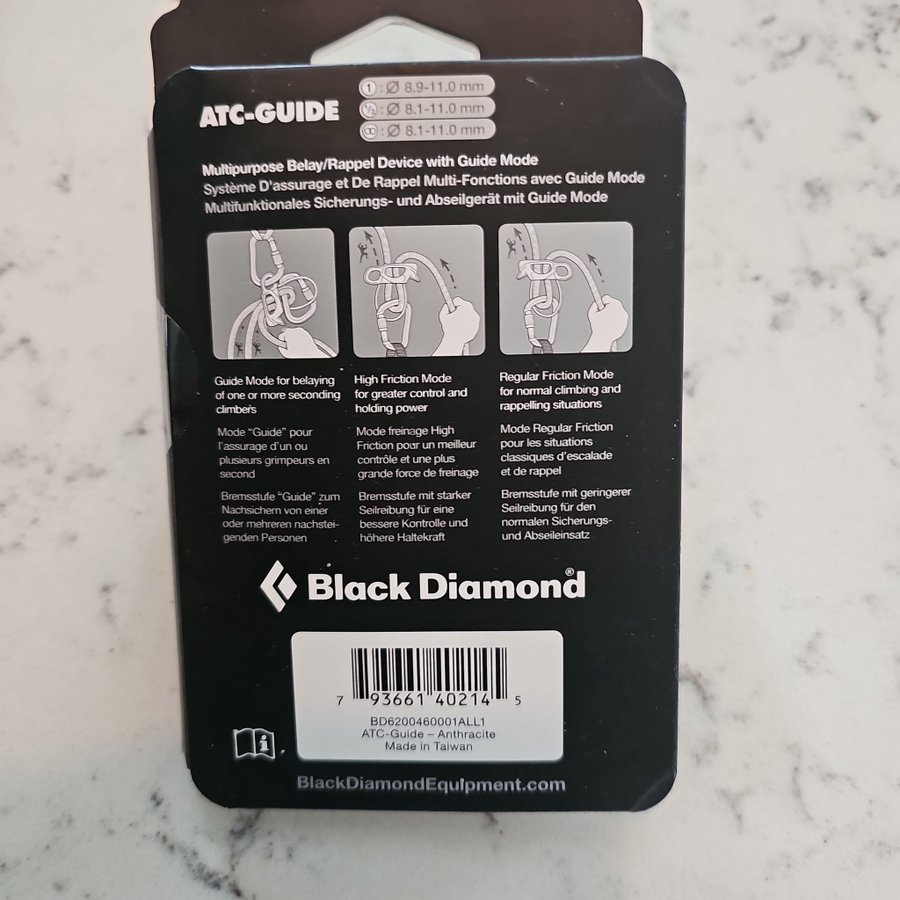 ATC-GUIDE
1 : Ø 8.9-11.0 mm
½ : Ø 8.1-11.0 mm
: Ø 8.1-11.0 mm
Multipurpose Belay/Rappel Device with Guide Mode
Système D'assurage et De Rappel Multi-Fonctions avec Guide Mode
Multifunktionales Sicherungs- und Abseilgerät mit Guide Mode
Guide Mode for belaying
of one or more seconding
climbers
Mode "Guide" pour
l'assurage d'un ou
plusieurs grimpeurs en
second
Bremsstufe "Guide" zum
Nachsichern von einer
oder mehreren nachstei-
genden Personen
High Friction Mode
for greater control and
holding power
Mode freinage High
Friction pour un meilleur
contrôle et une plus
grande force de freinage
Bremsstufe mit starker
Seilreibung für eine
bessere Kontrolle und
höhere Haltekraft
Regular Friction Mode
for normal climbing and
rappelling situations
Mode Regular Friction
pour les situations
classiques d'escalade
et de rappel
Bremsstufe mit geringerer
Seilreibung für den
normalen Sicherungs-
und Abseileinsatz
Black Diamond®
7 93661 40214 5
BD6200460001ALL1
ATC-Guide – Anthracite
Made in Taiwan
BlackDiamondEquipment.com